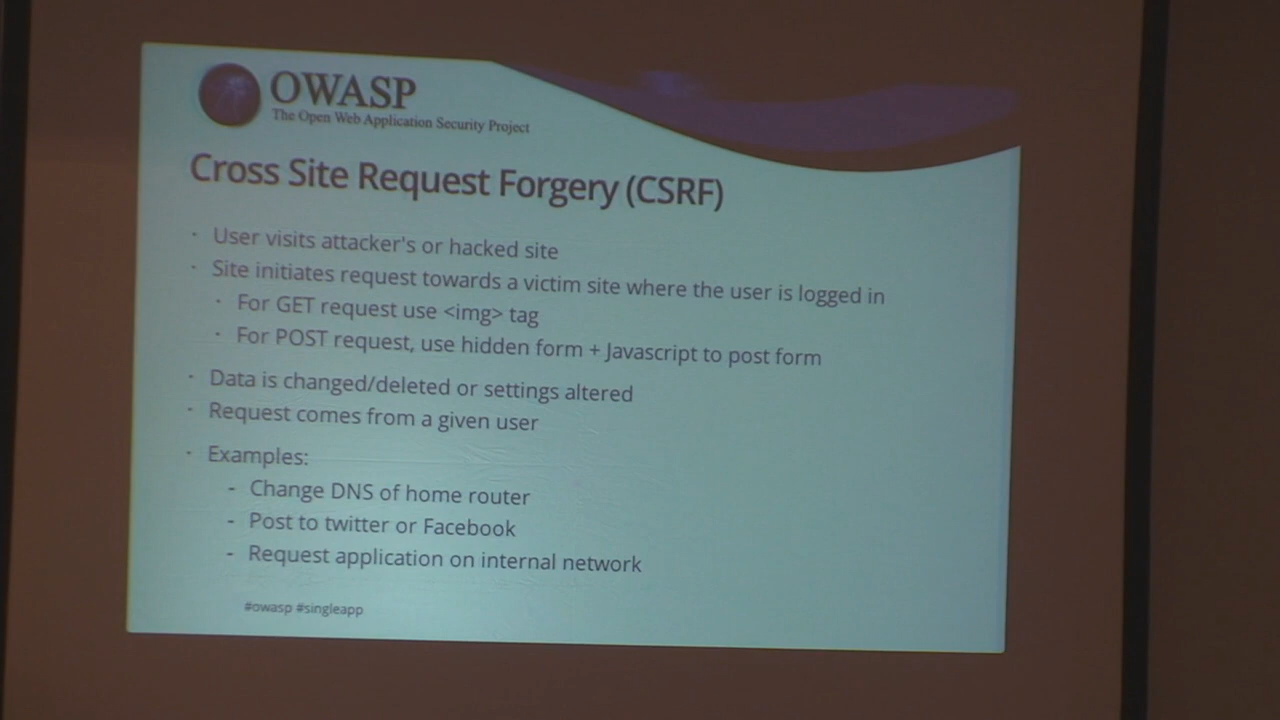 OWASP
The Open Web Application Security Project
Cross Site Request Forgery (CSRF)
· User visits attacker's or hacked site
· Site initiates request towards a victim site where the user is logged in
· For GET request use <img> tag
· For POST request, use hidden form + Javascript to post form
· Data is changed/deleted or settings altered
· Request comes from a given user
· Examples:
- Change DNS of home router
- Post to twitter or Facebook
- Request application on internal network
#owasp #singleapp